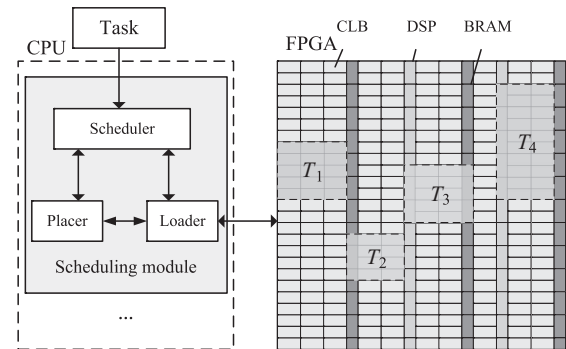 Task
CPU
Scheduler
Placer
Loader
Scheduling module
...
FPGA
CLB
DSP
BRAM
T1
T2
T3
T4